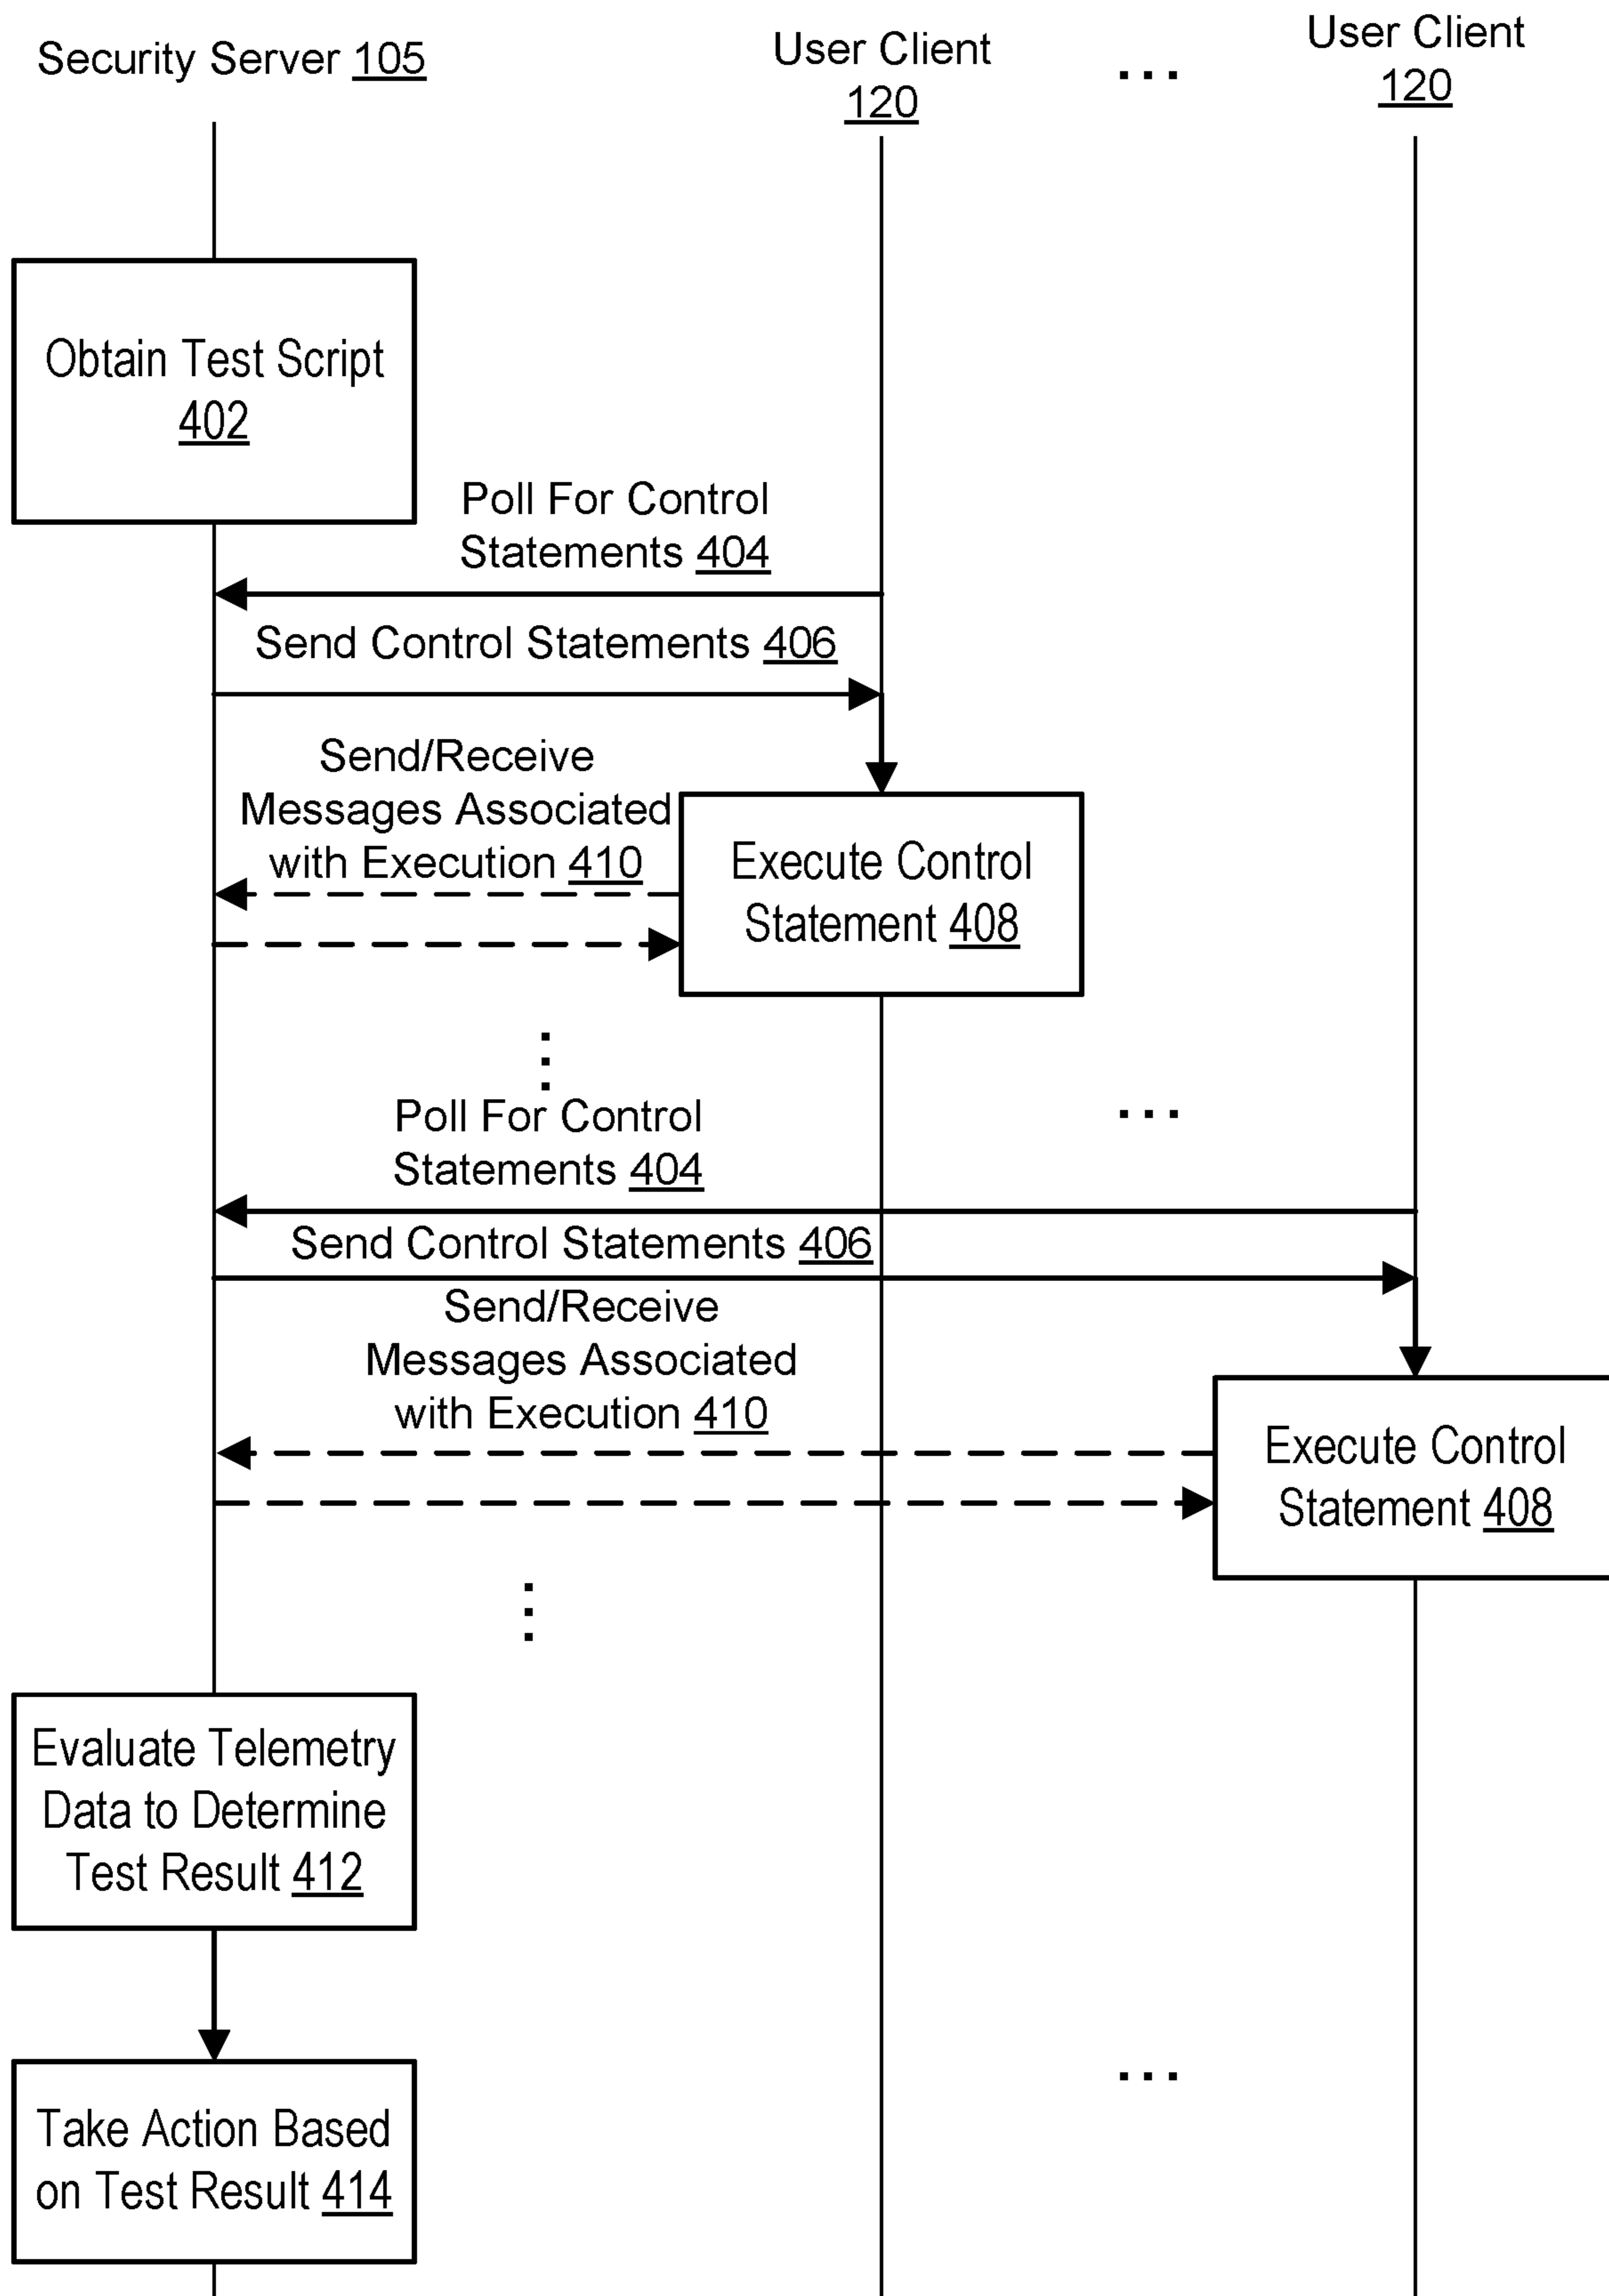 Security Server 105
User Client
120
...
User Client
120
Obtain Test Script
402
Poll For Control
Statements 404
Send Control Statements 406
Send/Receive
Messages Associated
with Execution 410
Execute Control
Statement 408
...
Poll For Control
Statements 404
Send Control Statements 406
Send/Receive
Messages Associated
with Execution 410
Execute Control
Statement 408
Evaluate Telemetry
Data to Determine
Test Result 412
...
Take Action Based
on Test Result 414